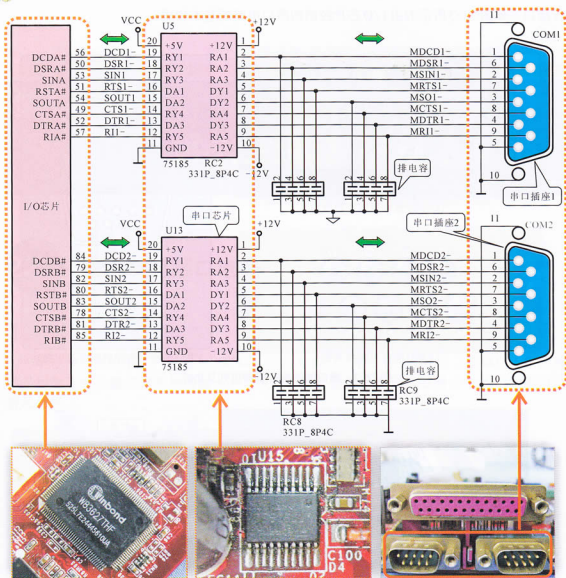 U5
VCC
+12V
11
COM1
20
+5V
+12V
1
DCDA# 56 DCD1- 19 RY1 RA1 2 MDCD1- 1
DSRA# 50 DSR1- 18 RY2 RA2 3 MDSR1- 6
SINA 53 SIN1 17 RY3 RA3 4 MSIN1- 2
RSTA# 51 RTS1- 16 DA1 DY1 5 MRTS1- 7
SOUTA 54 SOUT1 15 DA2 DY2 6 MSO1- 3
CTSA# 49 CTS1- 14 RY4 RA4 7 MCTS1- 8
DTRA# 52 DTR1- 13 DA3 DY3 8 MDTR1- 4
RIA# 57 RI1- 12 RY5 RA5 9 MRI1- 9
11 GND -12V 10
5
75185
RC2
331P_8P4C
-12V
排电容
10
串口插座1
I/O芯片
串口芯片
串口插座2
U13
VCC
+12V
11
COM2
20
+5V
+12V
1
DCDB# 84 DCD2- 19 RY1 RA1 2 MDCD2- 1
DSRB# 79 DSR2- 18 RY2 RA2 3 MDSR2- 6
SINB 82 SIN2 17 RY3 RA3 4 MSIN2- 2
RSTB# 80 RTS2- 16 DA1 DY1 5 MRTS2- 7
SOUTB 83 SOUT2 15 DA2 DY2 6 MSO2- 3
CTSB# 78 CTS2- 14 RY4 RA4 7 MCTS2- 8
DTRB# 81 DTR2- 13 DA3 DY3 8 MDTR2- 4
RIB# 85 RI2- 12 RY5 RA5 9 MRI2- 9
11 GND -12V 10
5
75185
-12V
排电容
10
RC9
331P_8P4C
RC8
331P_8P4C
winbond
W83627THF
U15
C100
D4